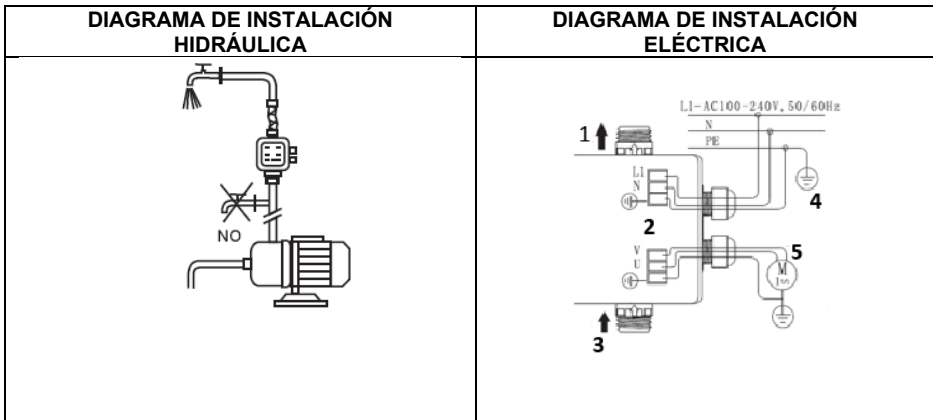 DIAGRAMA DE INSTALACIÓN
HIDRÁULICA
DIAGRAMA DE INSTALACIÓN
ELÉCTRICA
NO
L1-AC100-240V, 50/60Hz
N
PE
1
L1
N
2
4
V
U
5
M
1~
3